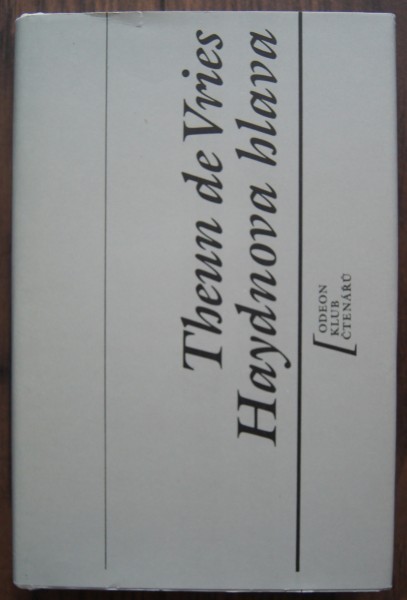 Theun de Vries
Haydnova hlava
ODEON
KLUB
ČTENÁŘŮ